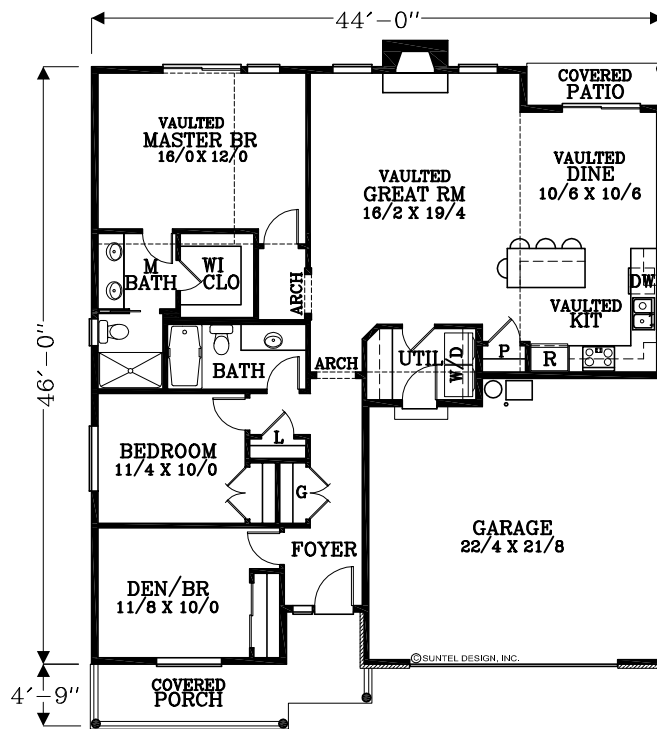 44'-0"
COVERED
PATIO
VAULTED
MASTER BR
16/0 X 12/0
VAULTED
GREAT RM
16/2 X 19/4
VAULTED
DINE
10/6 X 10/6
M
BATH
WI
CLO
ARCH
DW
VAULTED
KIT
46'-0"
BATH
ARCH
UTIL
W/D
P
R
BEDROOM
11/4 X 10/0
L
G
GARAGE
22/4 X 21/8
FOYER
DEN/BR
11/8 X 10/0
©SUNTEL DESIGN, INC.
4'-9"
COVERED
PORCH